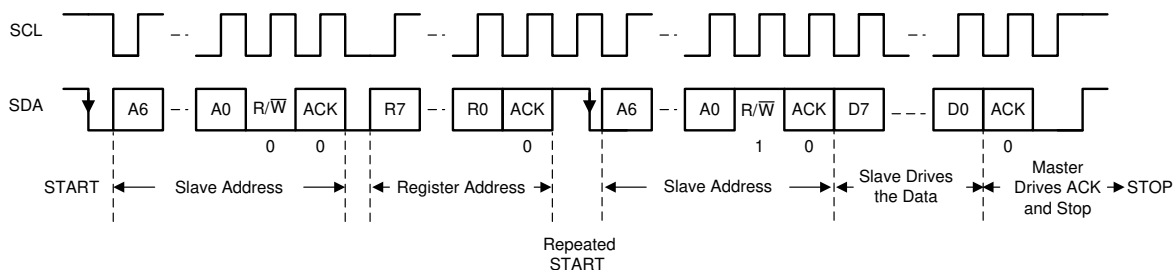 SCL
SDA
A6 A0 R/W̅ ACK R7 R0 ACK A6 A0 R/W̅ ACK D7 D0 ACK
0 0 0 1 0 0
START Slave Address Register Address Slave Address Slave Drives the Data Master Drives ACK and Stop STOP
Repeated
START